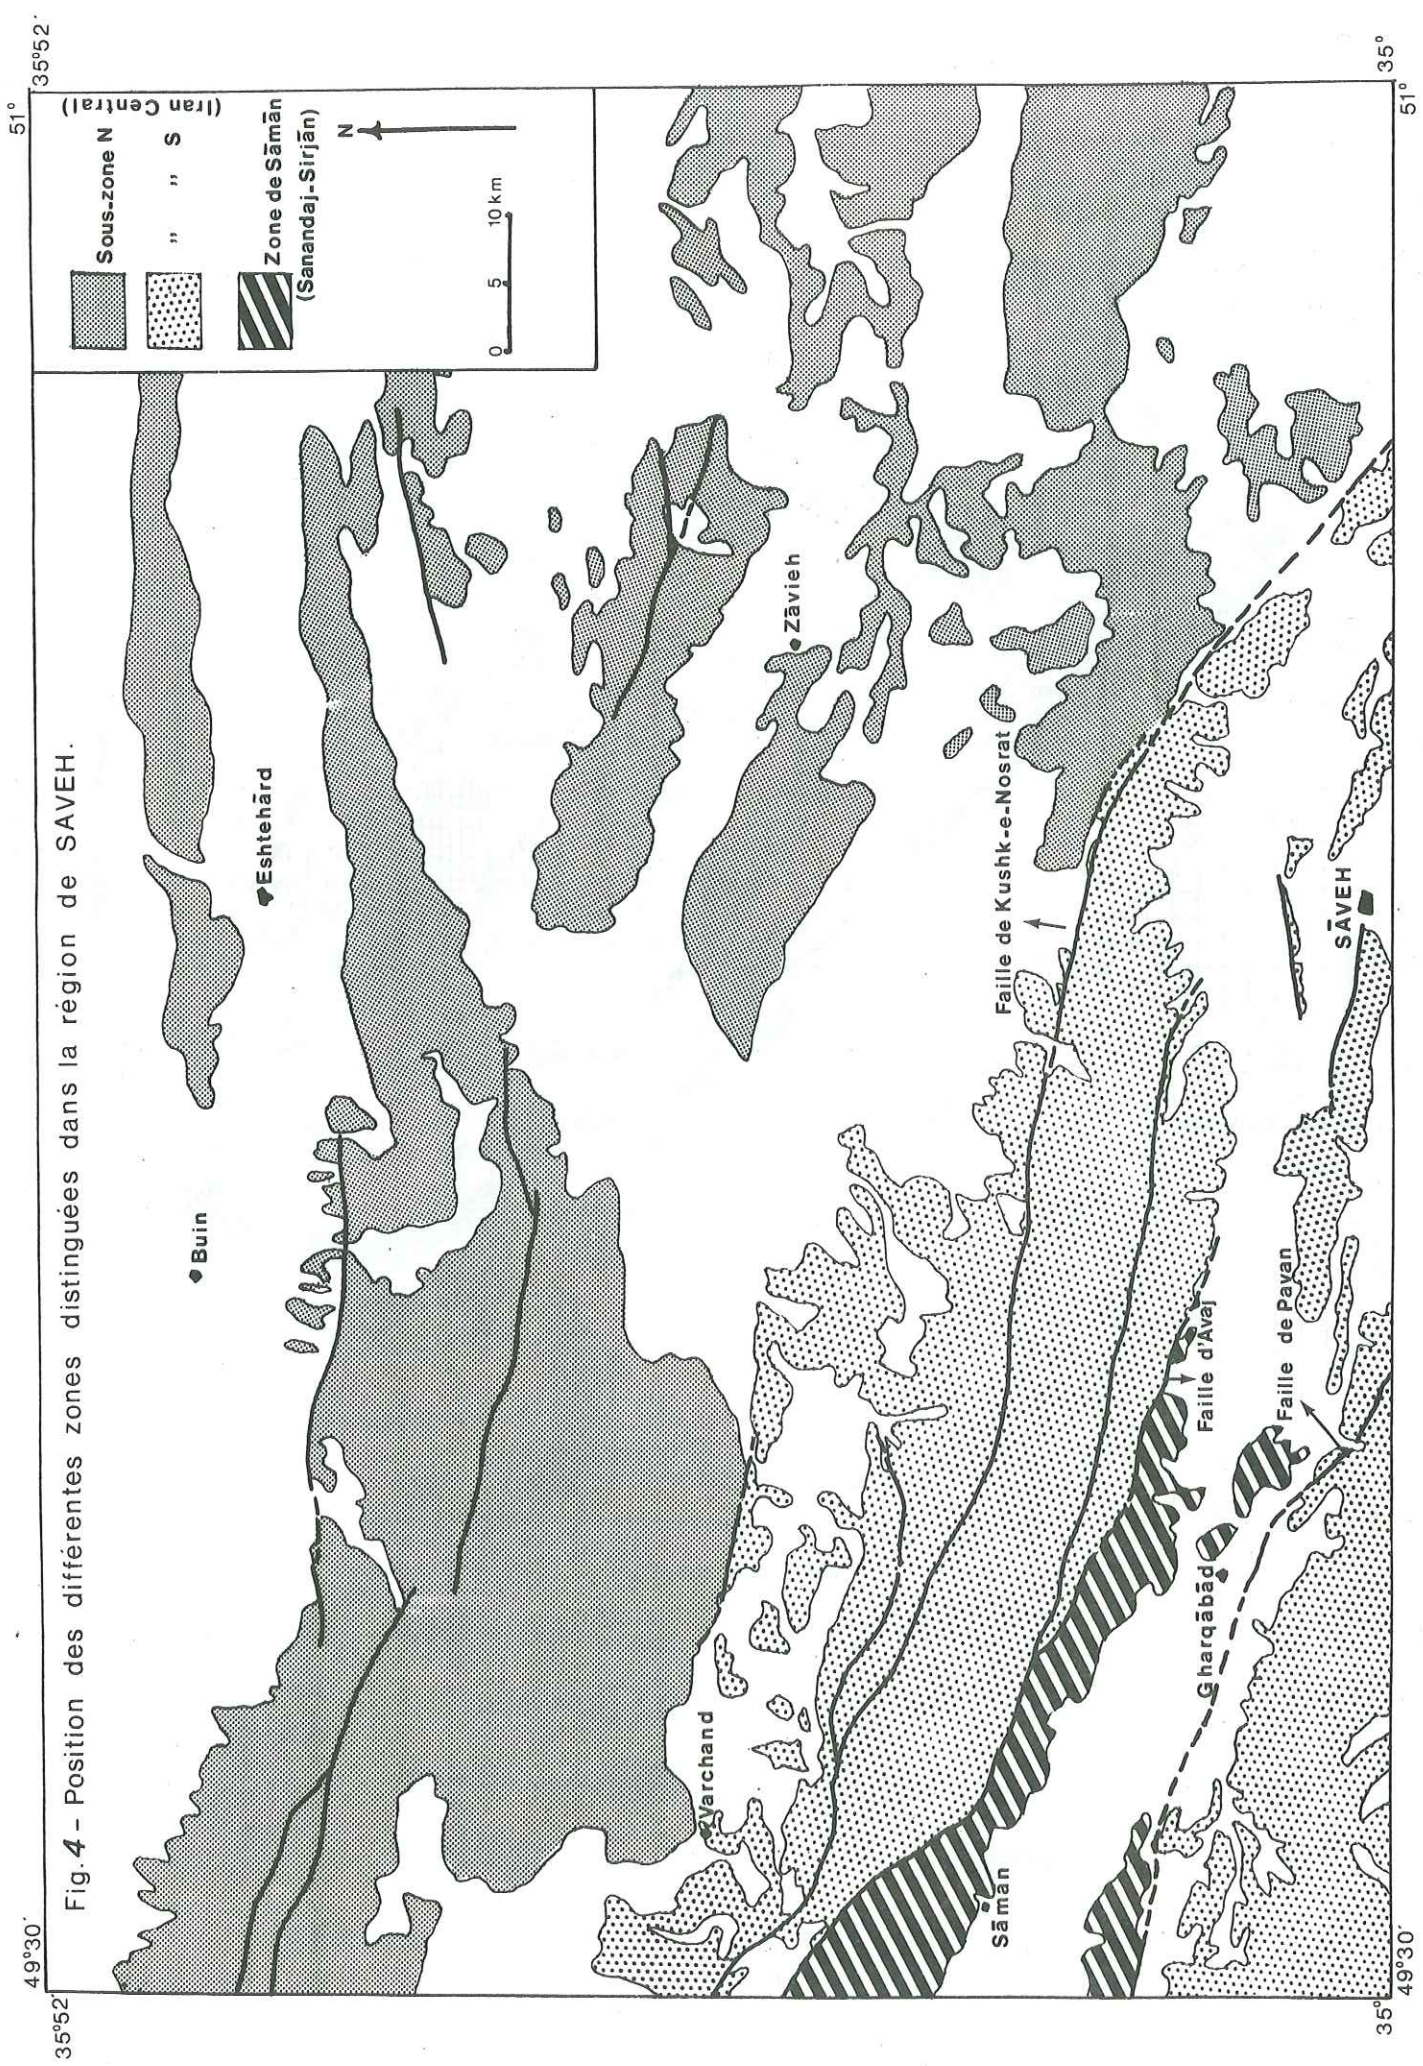 49°30'
51°
35°52'
35°52'
Fig. 4 – Position des différentes zones distinguées dans la région de SAVEH.
Sous-zone N
,, ,, S
(Iran Central)
Zone de Sāmān
(Sanandaj-Sirjān)
N
0 5 10 km
Buin
Eshtehārd
Zāvieh
Varchand
Faille de Kushk-e-Nosrat
Sāmān
Faille d'Avaj
Gharqābād
Faille de Payan
SĀVEH
35°
35°
49°30'
51°